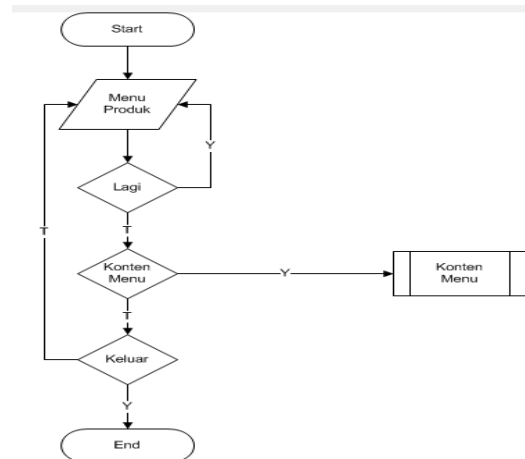 Start
Menu
Produk
Y
Lagi
T
T
Konten
Menu
Y
Konten
Menu
T
Keluar
Y
End